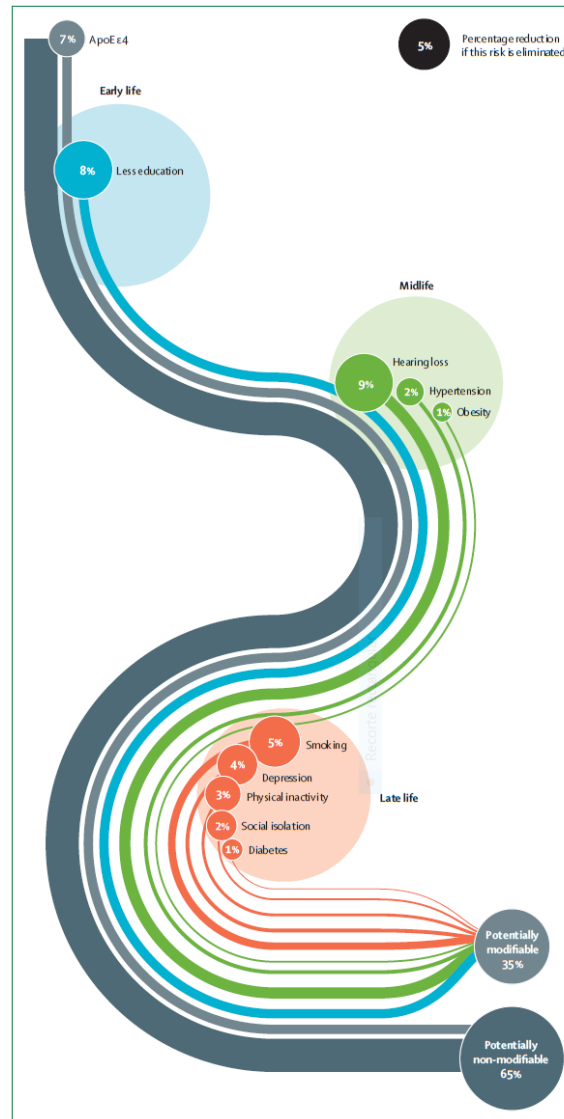 7%
ApoE ε4
5%
Percentage reduction
if this risk is eliminated
Early life
8%
Less education
Midlife
Hearing loss
9%
2%
Hypertension
1%
Obesity
5%
Smoking
4%
Depression
3%
Physical inactivity
Late life
2%
Social isolation
1%
Diabetes
Potentially
modifiable
35%
Potentially
non-modifiable
65%